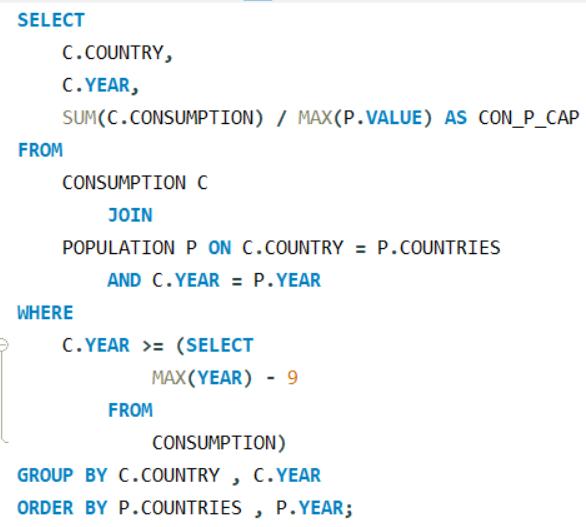 SELECT
C.COUNTRY,
C.YEAR,
SUM(C.CONSUMPTION) / MAX(P.VALUE) AS CON_P_CAP
FROM
CONSUMPTION C
JOIN
POPULATION P ON C.COUNTRY = P.COUNTRIES
AND C.YEAR = P.YEAR
WHERE
C.YEAR >= (SELECT
MAX(YEAR) - 9
FROM
CONSUMPTION)
GROUP BY C.COUNTRY , C.YEAR
ORDER BY P.COUNTRIES , P.YEAR;